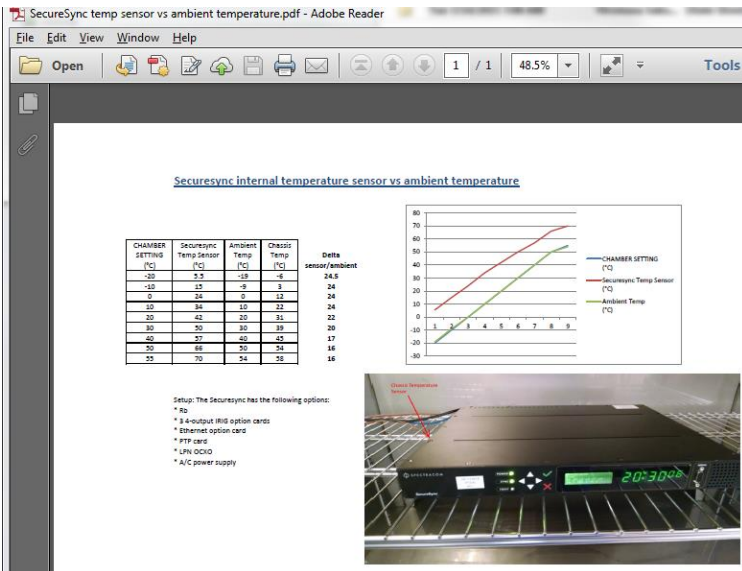 SecureSync temp sensor vs ambient temperature.pdf - Adobe Reader
File Edit View Window Help
Open 1 / 1 48.5% Tools
Securesync internal temperature sensor vs ambient temperature
CHAMBER SETTING (°C) Securesync Temp Sensor (°C) Ambient Temp (°C) Chassis Temp (°C) Delta sensor/ambient
-20 5.5 -19 -6 24.5
-10 15 -9 3 24
0 24 0 12 24
10 34 10 22 24
20 42 20 31 22
30 50 30 39 20
40 57 40 45 17
50 66 50 54 16
55 70 54 58 16
80
70
60
50
40
30
20
10
0
-10
-20
-30
1 2 3 4 5 6 7 8 9
CHAMBER SETTING (°C)
Securesync Temp Sensor (°C)
Ambient Temp (°C)
Setup: The Securesync has the following options:
* Rb
* 3 4-output IRIG option cards
* Ethernet option card
* PTP card
* LPN OCXO
* A/C power supply
Chassis Temperature
Sensor
SPECTRACOM
SecureSync
20:30:08